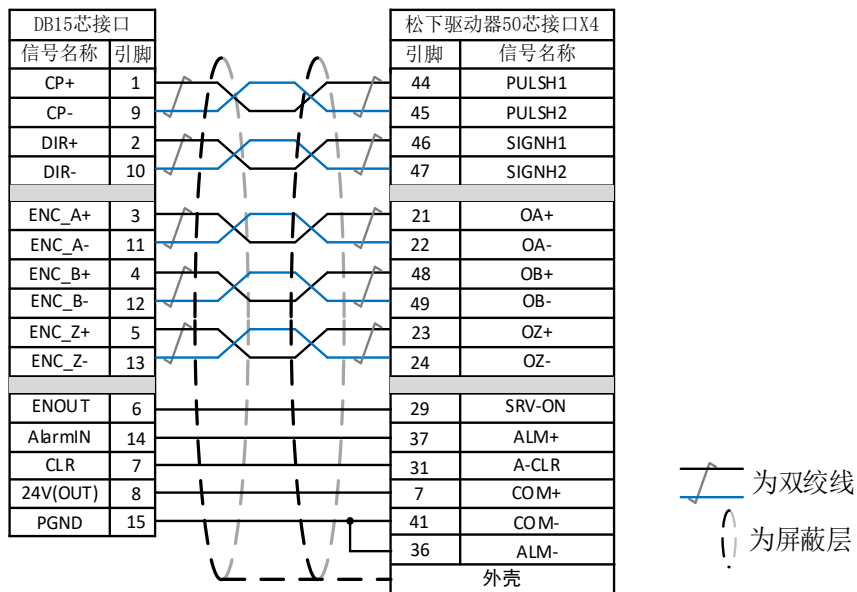 DB15芯接口 松下驱动器50芯接口X4
信号名称 引脚 引脚 信号名称
CP+ 1 44 PULSH1
CP- 9 45 PULSH2
DIR+ 2 46 SIGNH1
DIR- 10 47 SIGNH2
ENC_A+ 3 21 OA+
ENC_A- 11 22 OA-
ENC_B+ 4 48 OB+
ENC_B- 12 49 OB-
ENC_Z+ 5 23 OZ+
ENC_Z- 13 24 OZ-
ENOUT 6 29 SRV-ON
AlarmIN 14 37 ALM+
CLR 7 31 A-CLR
24V(OUT) 8 7 COM+
PGND 15 41 COM-
36 ALM-
外壳
为双绞线
为屏蔽层